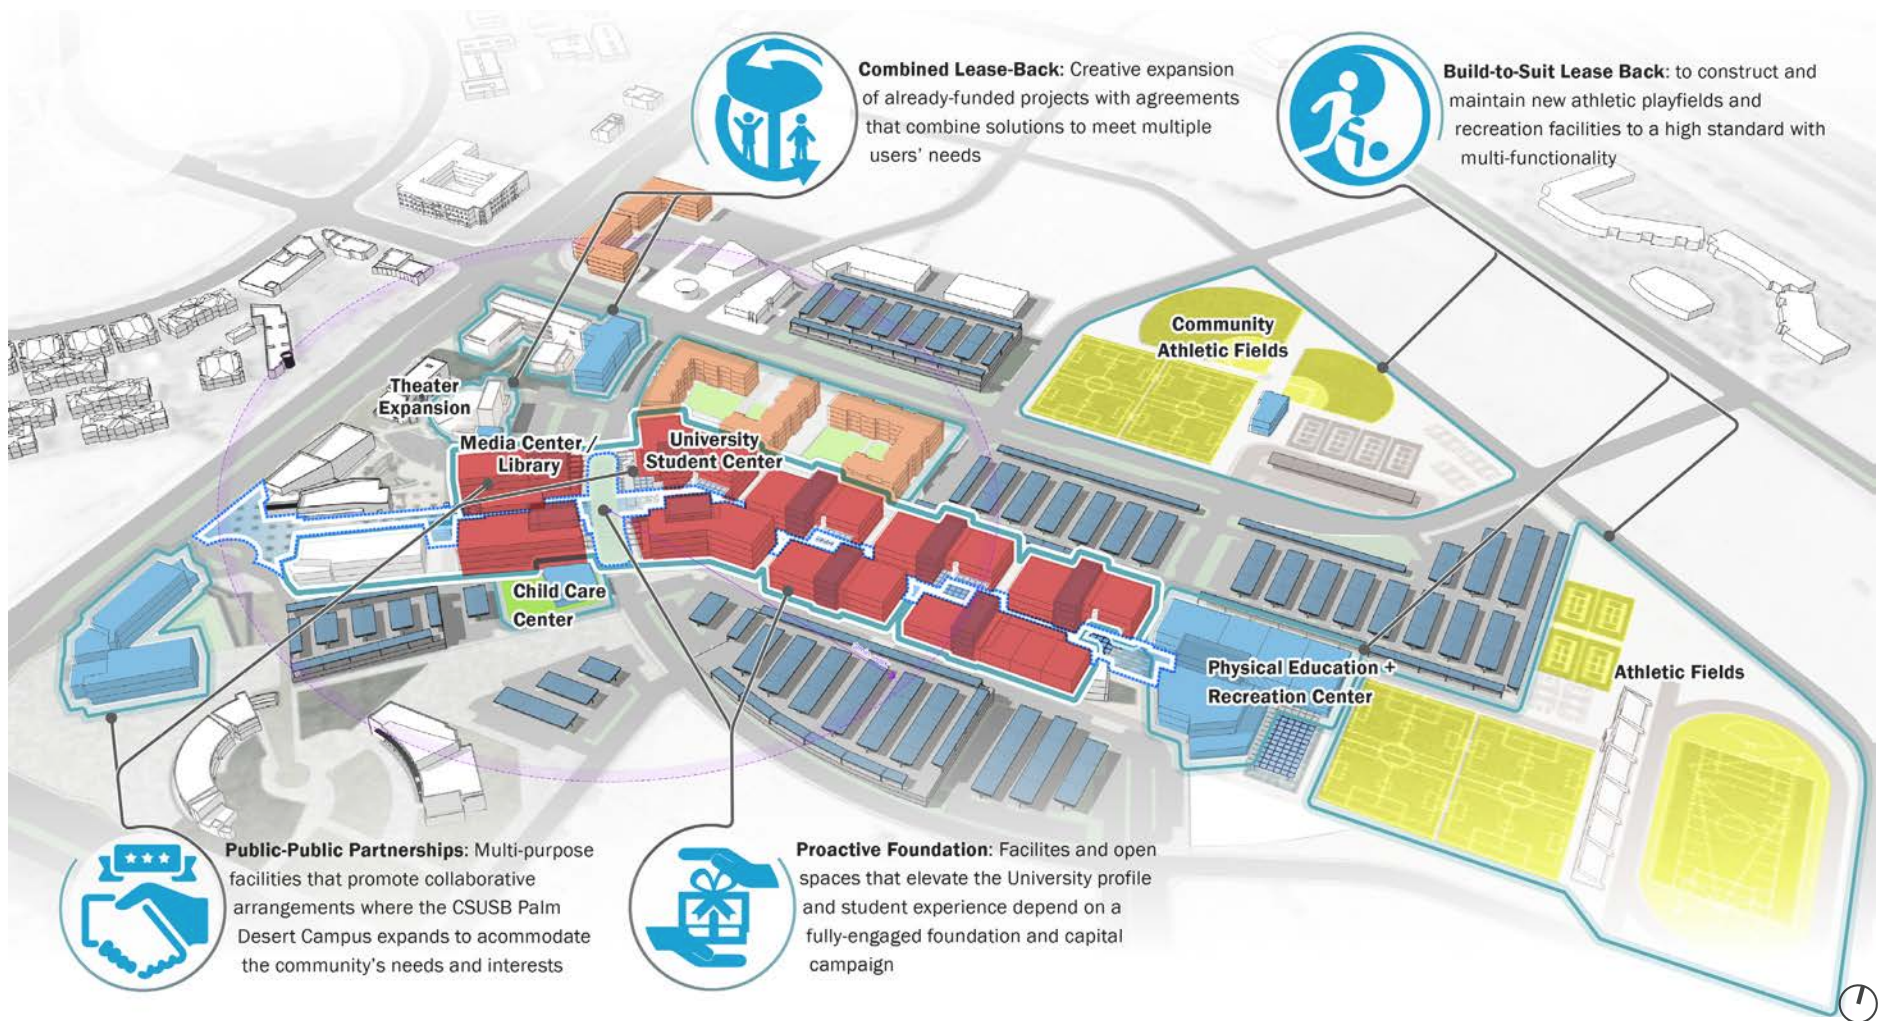 Combined Lease-Back: Creative expansion
of already-funded projects with agreements
that combine solutions to meet multiple
users’ needs
Build-to-Suit Lease Back: to construct and
maintain new athletic playfields and
recreation facilities to a high standard with
multi-functionality
Community
Athletic Fields
Theater
Expansion
Media Center /
Library
University
Student Center
Child Care
Center
Physical Education +
Recreation Center
Athletic Fields
Public-Public Partnerships: Multi-purpose
facilities that promote collaborative
arrangements where the CSUSB Palm
Desert Campus expands to acommodate
the community’s needs and interests
Proactive Foundation: Facilites and open
spaces that elevate the University profile
and student experience depend on a
fully-engaged foundation and capital
campaign